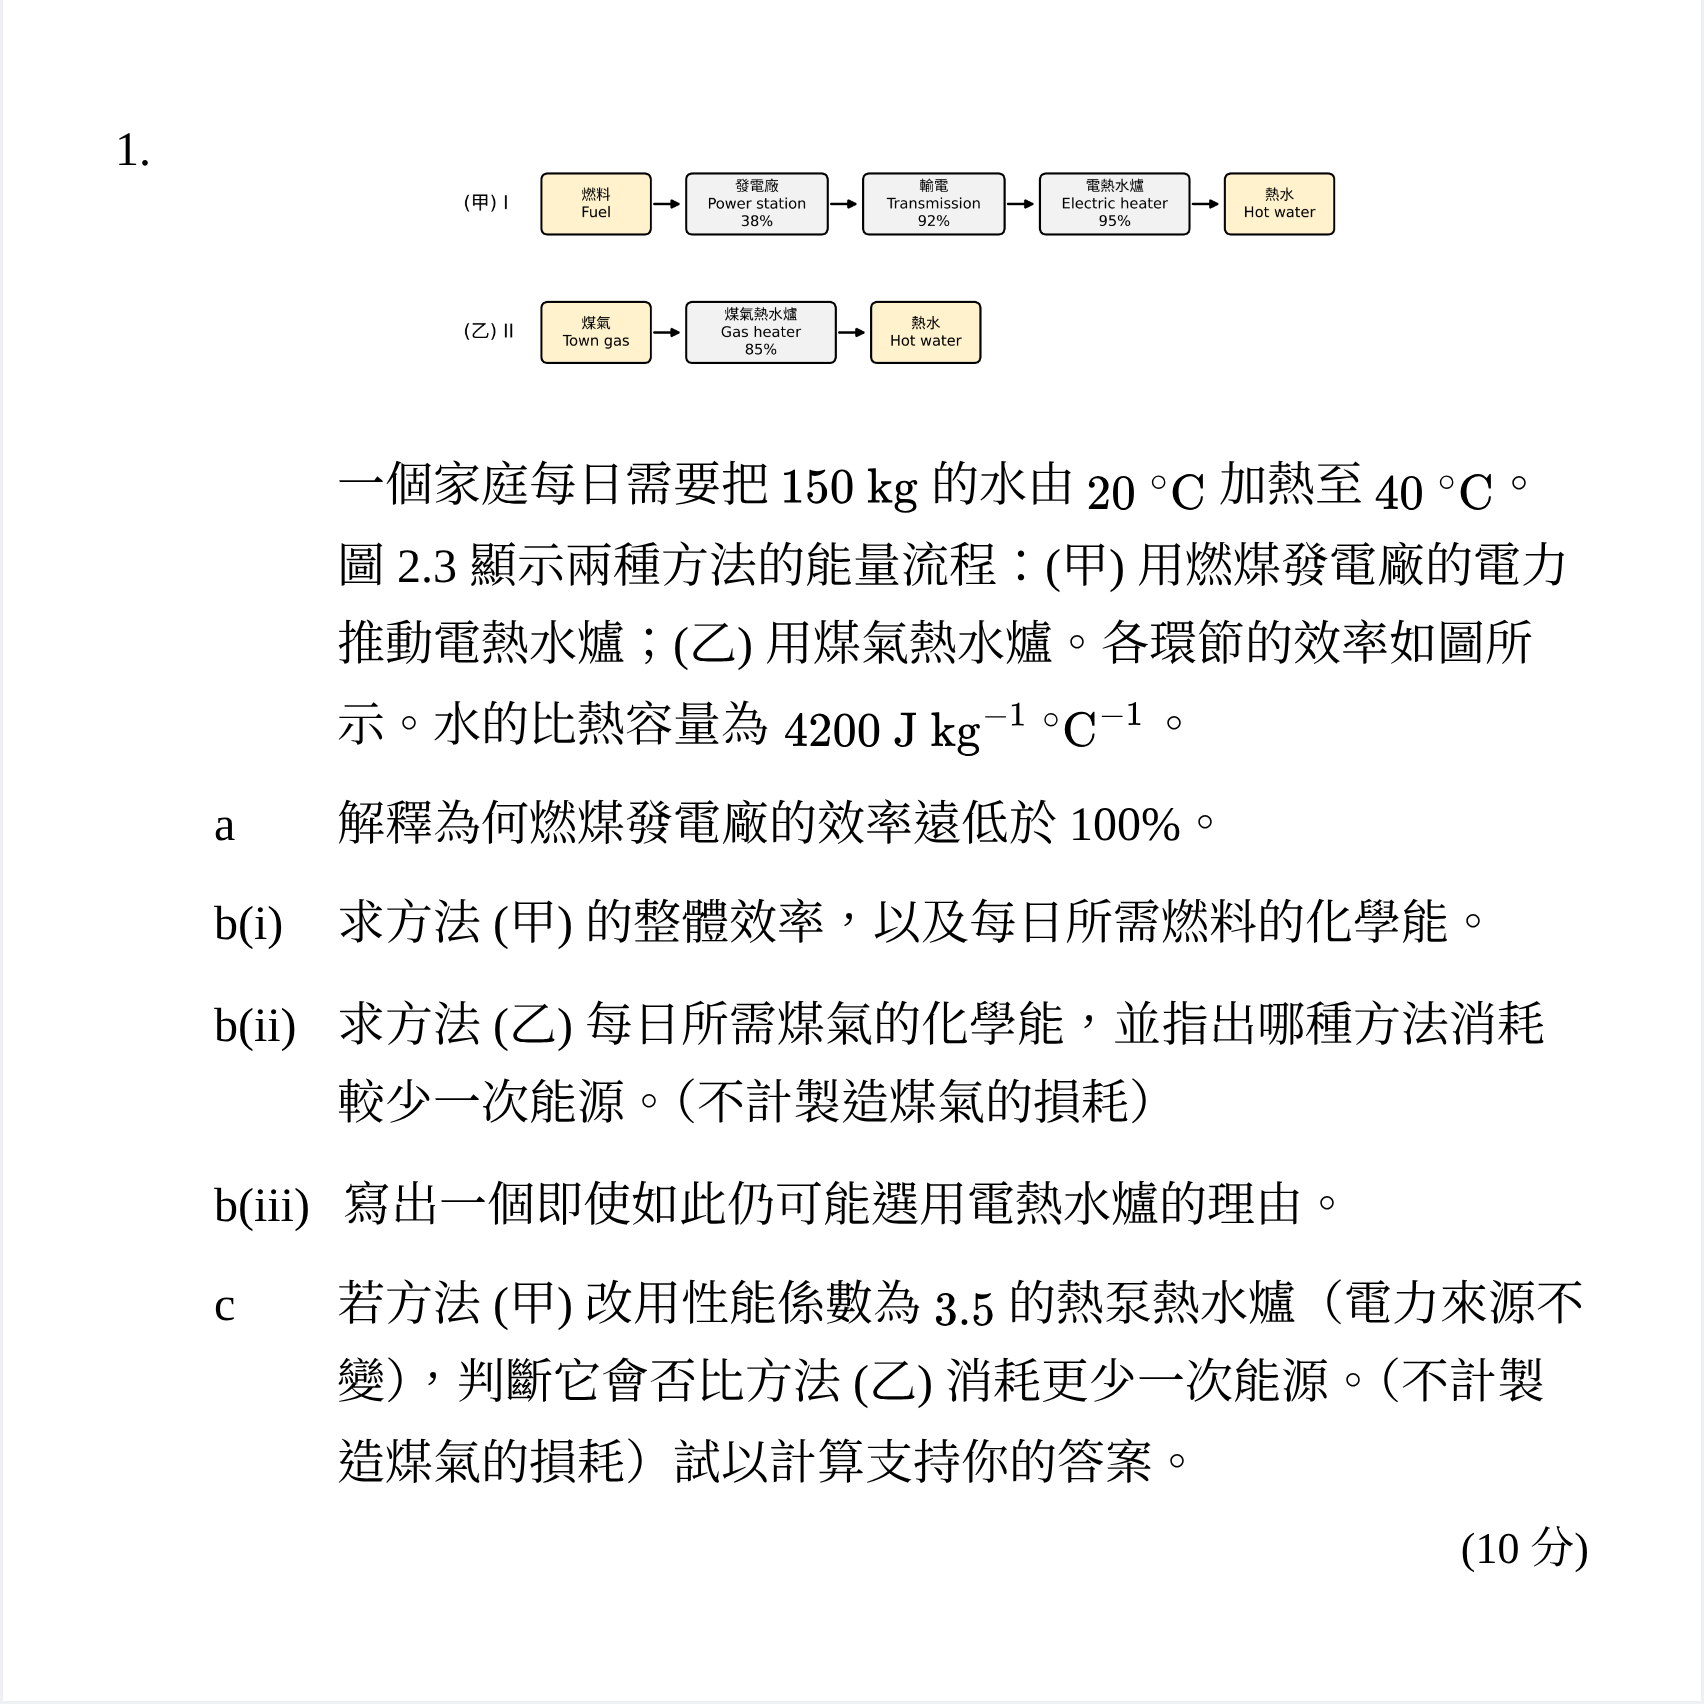 1.
(甲) I 燃料 Fuel 發電廠 Power station 38% 輸電 Transmission 92% 電熱水爐 Electric heater 95% 熱水 Hot water
(乙) II 煤氣 Town gas 煤氣熱水爐 Gas heater 85% 熱水 Hot water
一個家庭每日需要把 150 kg 的水由 20 °C 加熱至 40 °C。
圖 2.3 顯示兩種方法的能量流程：(甲) 用燃煤發電廠的電力
推動電熱水爐；(乙) 用煤氣熱水爐。各環節的效率如圖所
示。水的比熱容量為 4200 J kg⁻¹ °C⁻¹ 。
a 解釋為何燃煤發電廠的效率遠低於 100%。
b(i) 求方法 (甲) 的整體效率，以及每日所需燃料的化學能。
b(ii) 求方法 (乙) 每日所需煤氣的化學能，並指出哪種方法消耗
較少一次能源。（不計製造煤氣的損耗）
b(iii) 寫出一個即使如此仍可能選用電熱水爐的理由。
c 若方法 (甲) 改用性能係數為 3.5 的熱泵熱水爐（電力來源不
變），判斷它會否比方法 (乙) 消耗更少一次能源。（不計製
造煤氣的損耗）試以計算支持你的答案。
(10 分)